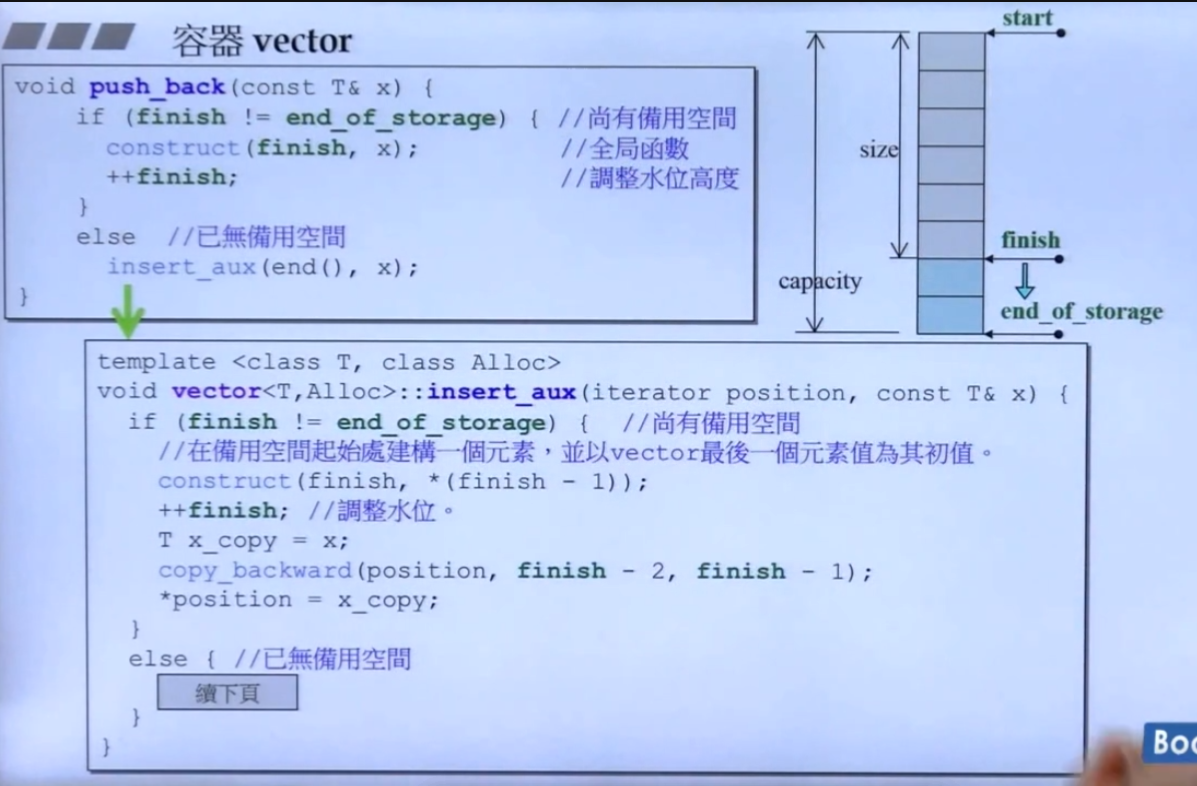 容器 vector
void push_back(const T& x) {
if (finish != end_of_storage) { //尚有備用空間
construct(finish, x); //全局函數
++finish; //調整水位高度
}
else //已無備用空間
insert_aux(end(), x);
}
start
size
finish
capacity
end_of_storage
template <class T, class Alloc>
void vector<T,Alloc>::insert_aux(iterator position, const T& x) {
if (finish != end_of_storage) { //尚有備用空間
//在備用空間起始處建構一個元素，並以vector最後一個元素值為其初值。
construct(finish, *(finish - 1));
++finish; //調整水位。
T x_copy = x;
copy_backward(position, finish - 2, finish - 1);
*position = x_copy;
}
else { //已無備用空間
續下頁
}
}